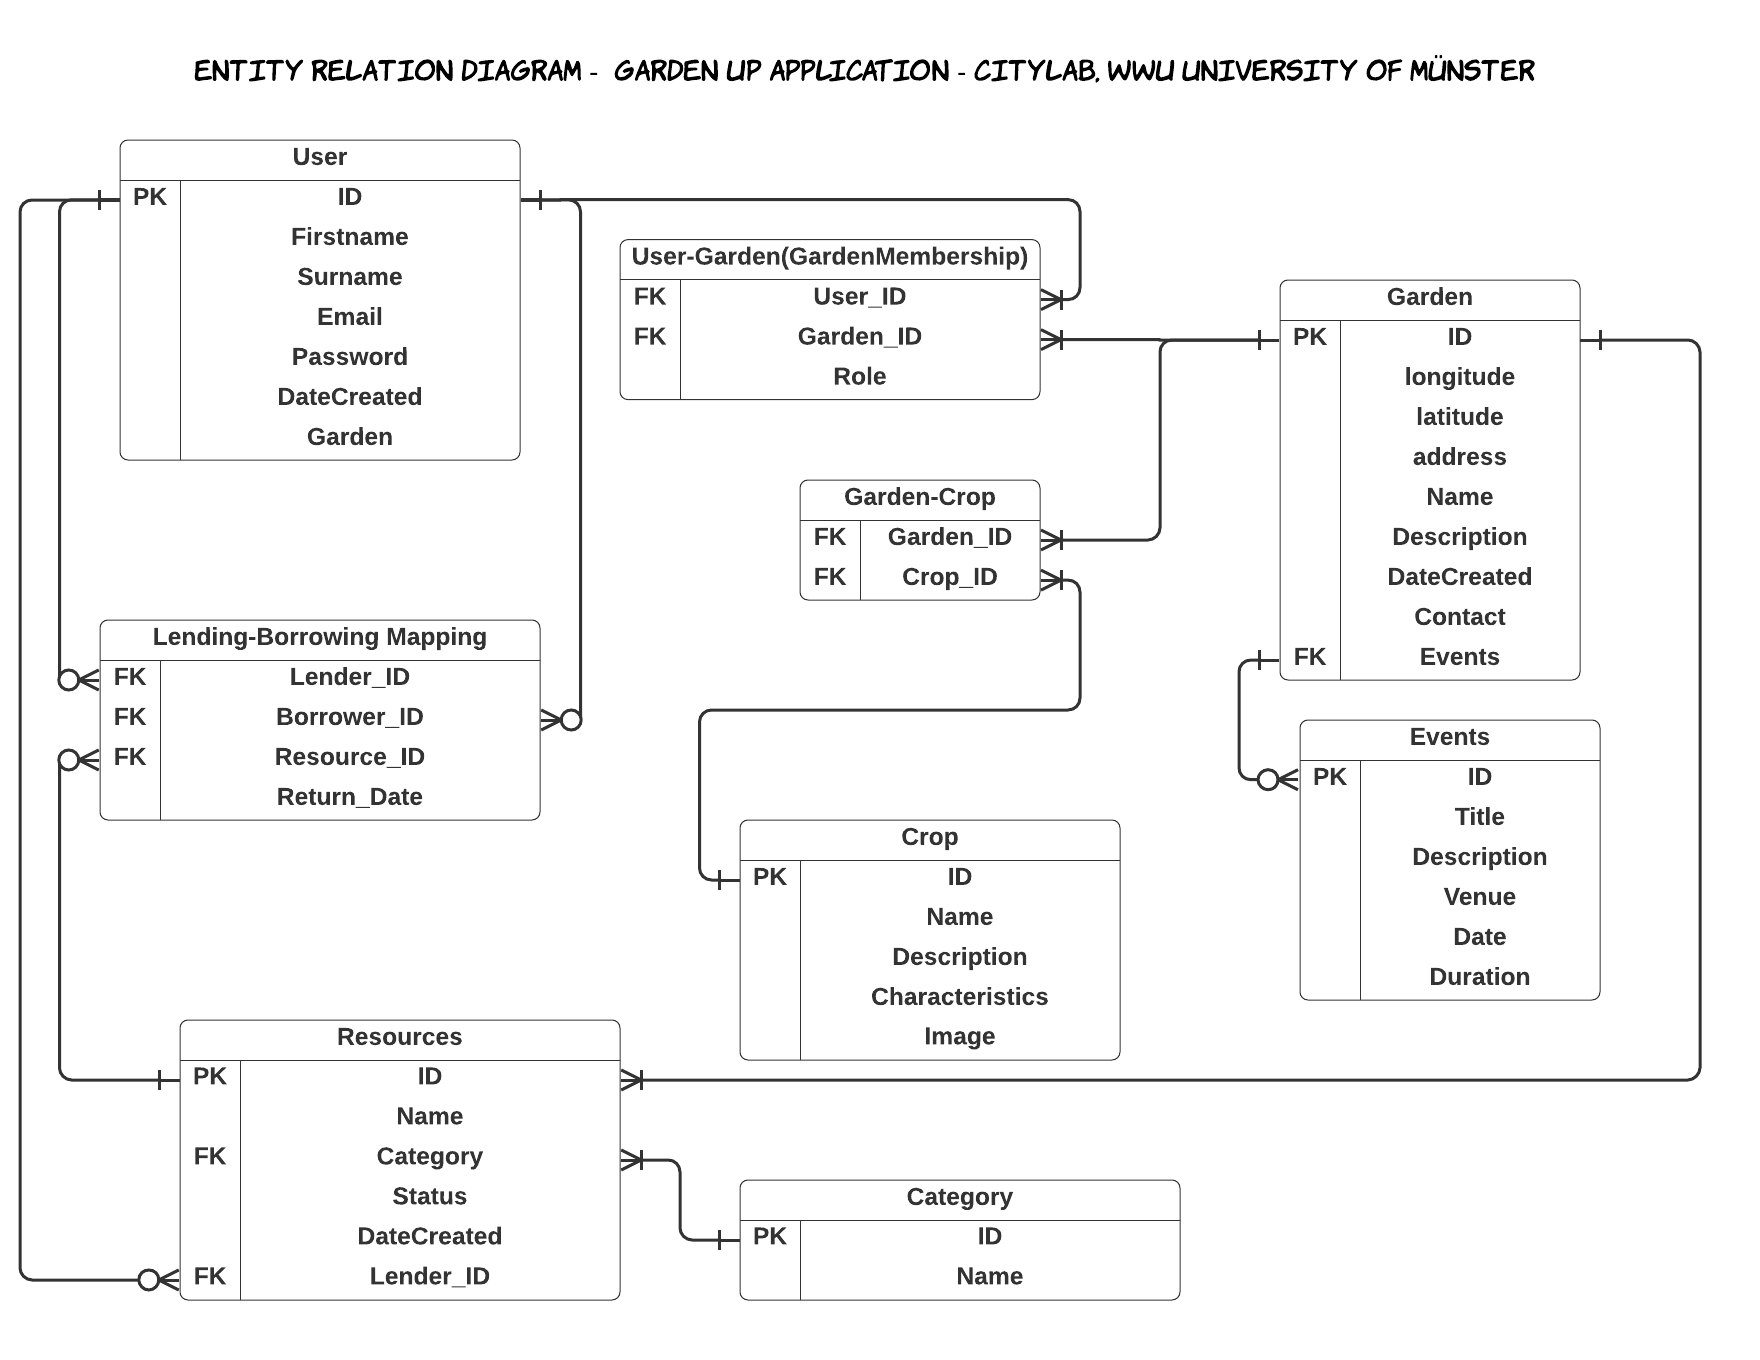 ENTITY RELATION DIAGRAM - GARDEN UP APPLICATION - CITYLAB, WWU UNIVERSITY OF MÜNSTER
User
PK ID
Firstname
Surname
Email
Password
DateCreated
Garden
User-Garden(GardenMembership)
FK User_ID
FK Garden_ID
Role
Garden
PK ID
longitude
latitude
address
Name
Description
DateCreated
Contact
FK Events
Garden-Crop
FK Garden_ID
FK Crop_ID
Lending-Borrowing Mapping
FK Lender_ID
FK Borrower_ID
FK Resource_ID
Return_Date
Events
PK ID
Title
Description
Venue
Date
Duration
Crop
PK ID
Name
Description
Characteristics
Image
Resources
PK ID
Name
FK Category
Status
DateCreated
FK Lender_ID
Category
PK ID
Name